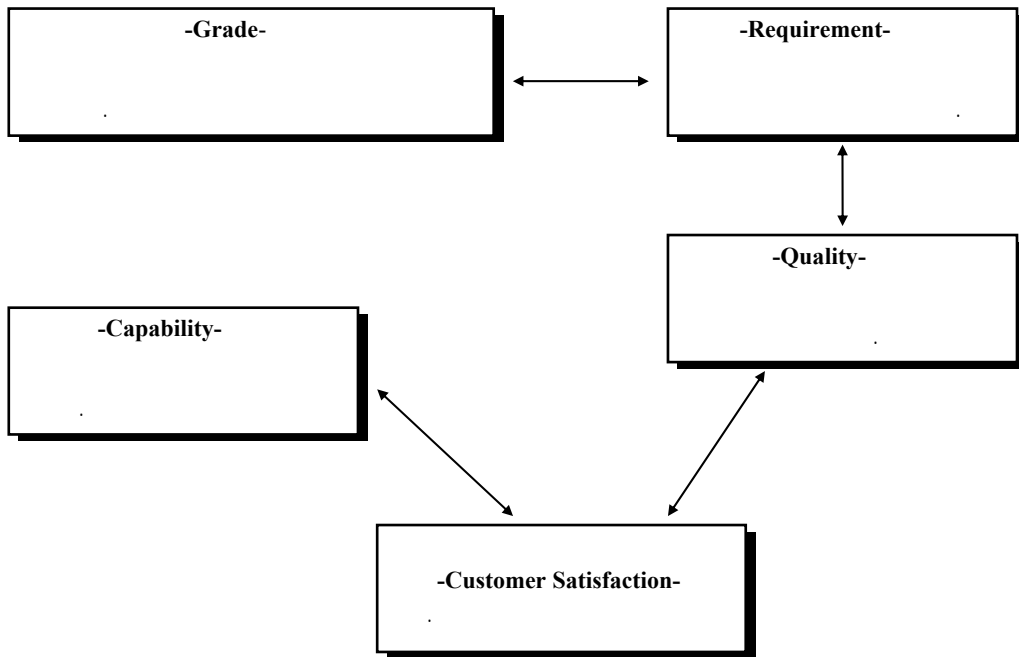 -Grade-
.
-Requirement-
.
-Quality-
.
-Capability-
.
-Customer Satisfaction-
.